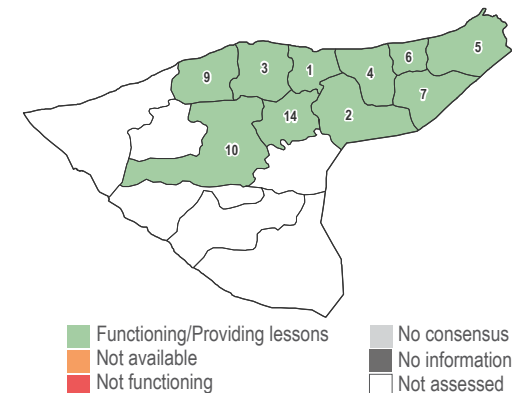 5
6
3
1
4
9
7
2
14
10
Functioning/Providing lessons
Not available
Not functioning
No consensus
No information
Not assessed